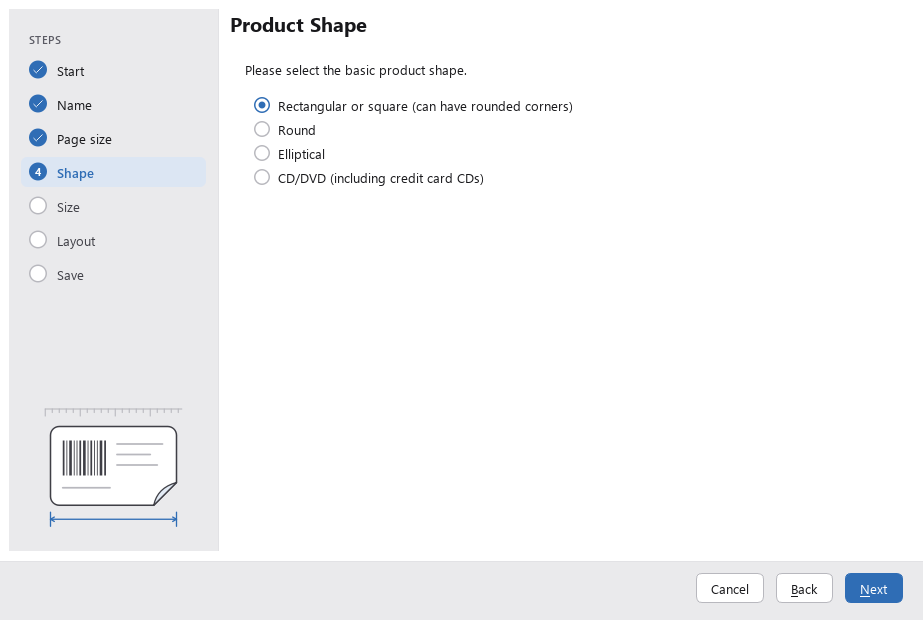 STEPS
Start
Name
Page size
4 Shape
Size
Layout
Save
Product Shape
Please select the basic product shape.
Rectangular or square (can have rounded corners)
Round
Elliptical
CD/DVD (including credit card CDs)
Cancel
Back
Next